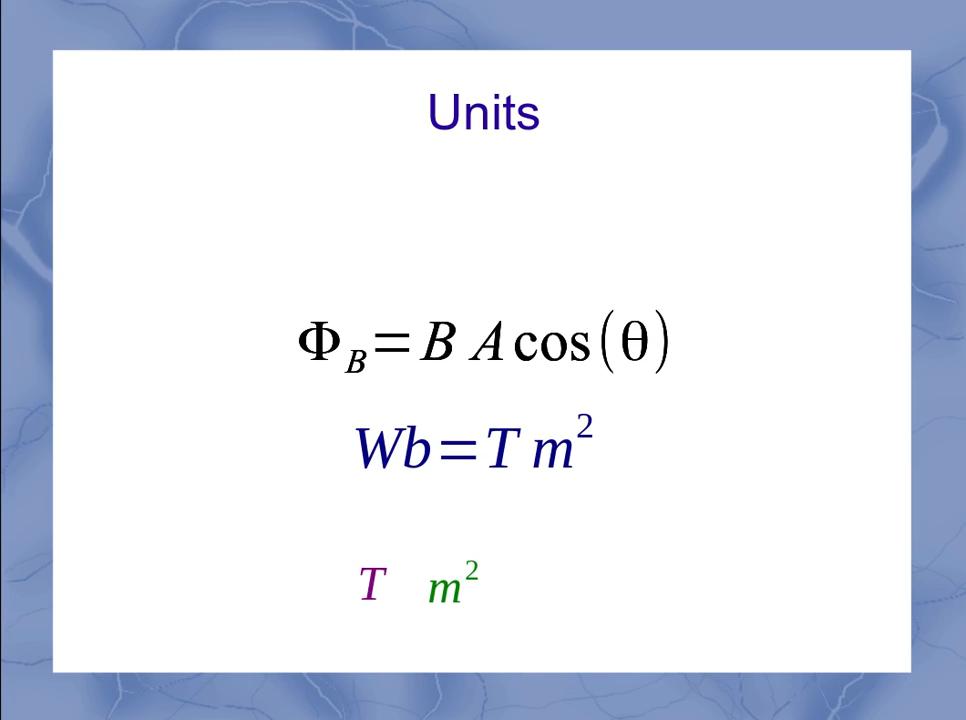 Units
Φ_B = B A cos(θ)
Wb = T m²
T m²